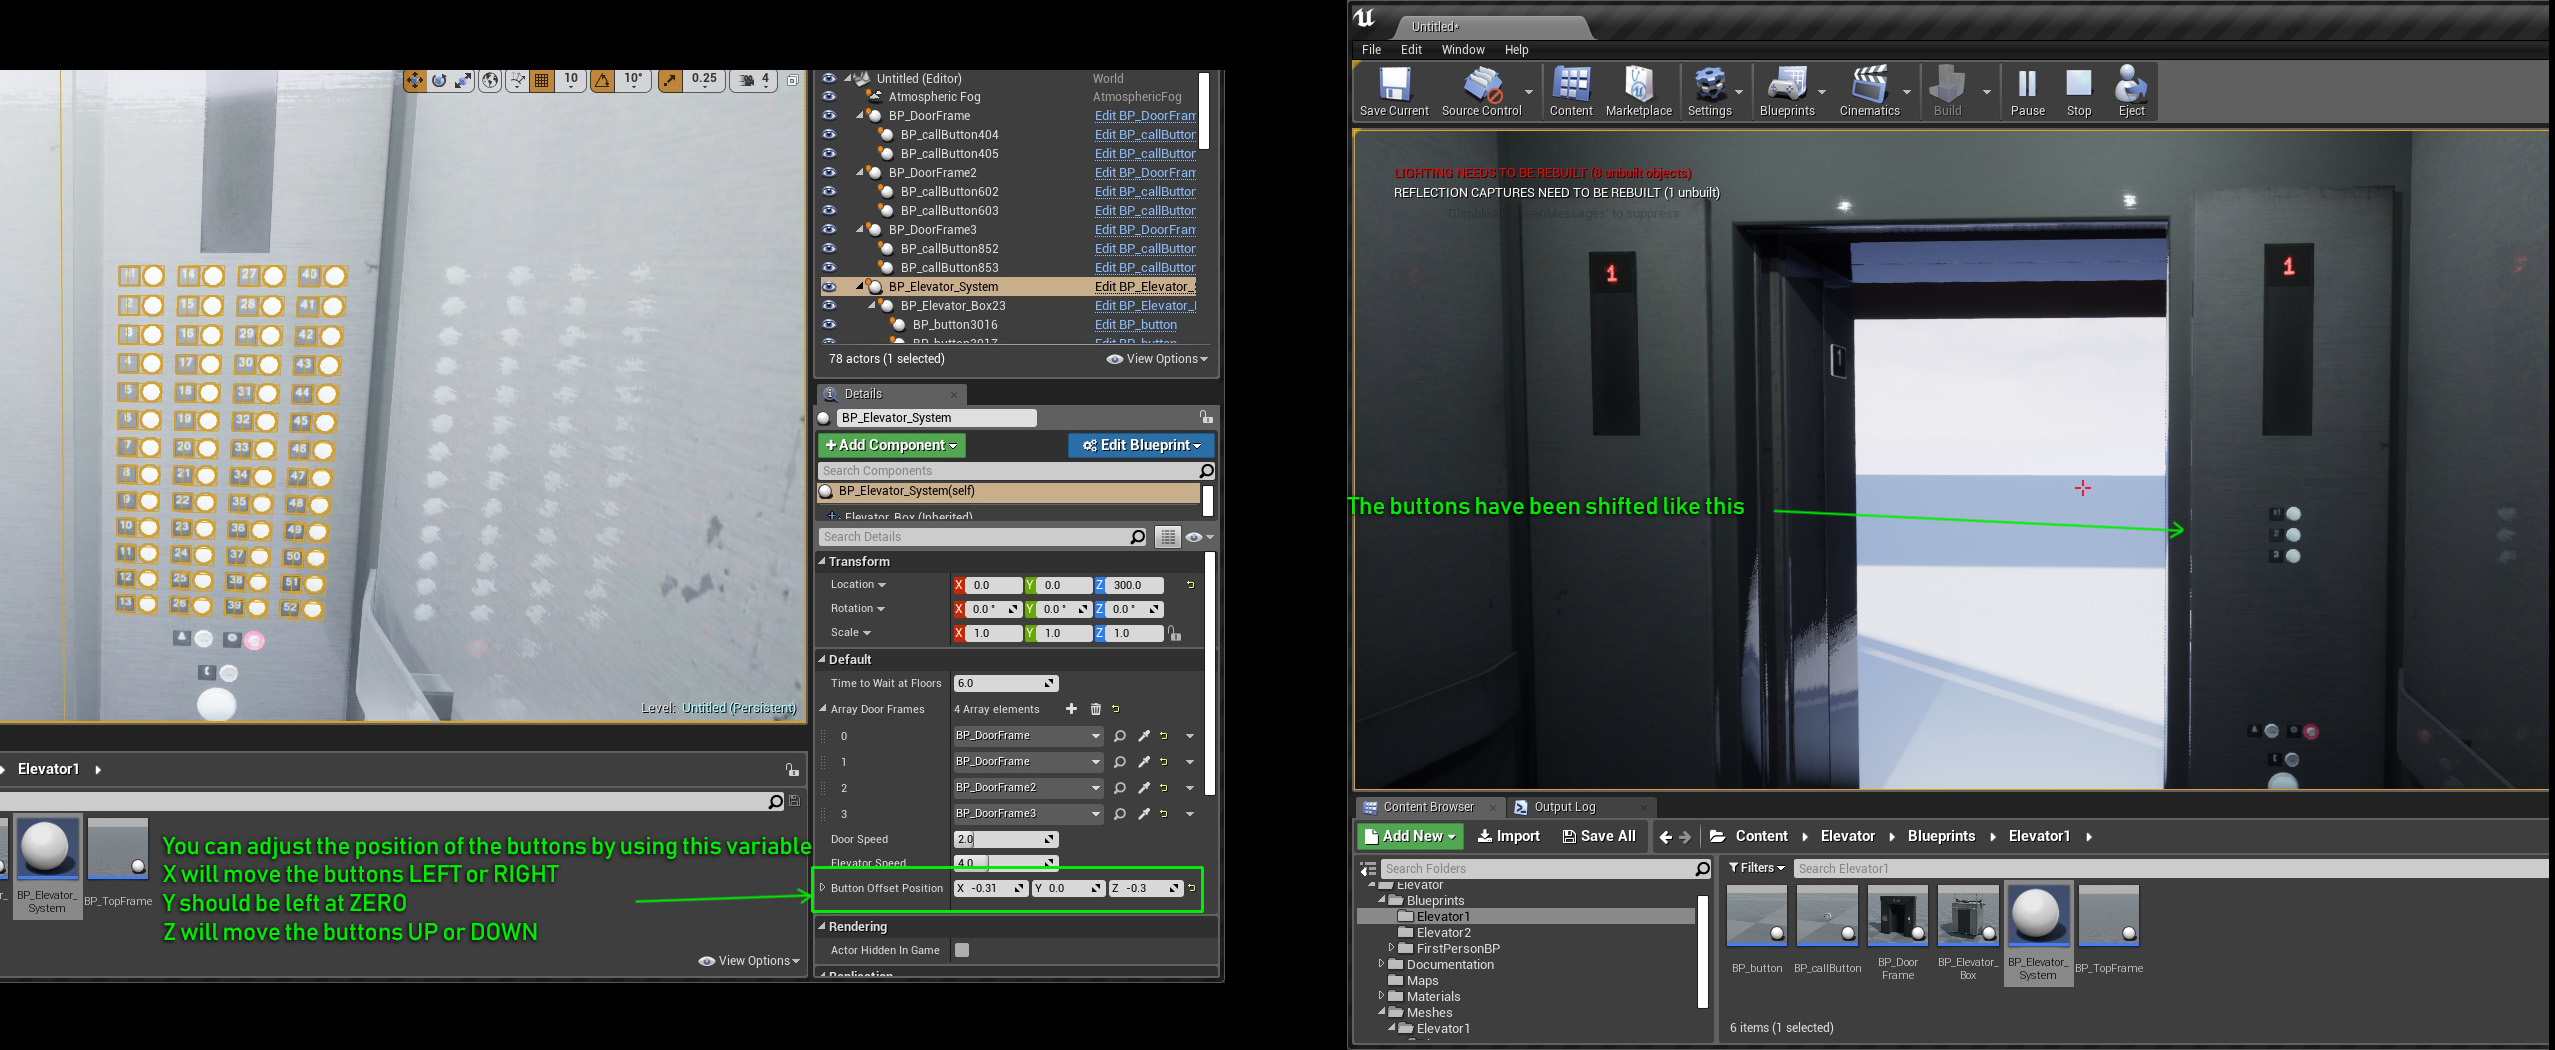 10
10°
0.25
4
11 14 27 40
2 15 28 41
3 16 29 42
4 17 30 43
5 18 31 44
19 32 45
7 20 33 46
8 21 34 47
9 22 35 48
10 23 36 49
11 24 37 50
12 25 38 51
13 26 39 52
Level: Untitled (Persistent)
Untitled (Editor) World
Atmospheric Fog AtmosphericFog
BP_DoorFrame Edit BP_DoorFram
BP_callButton404 Edit BP_callButtor
BP_callButton405 Edit BP_callButtor
BP_DoorFrame2 Edit BP_DoorFram
BP_callButton602 Edit BP_callButtor
BP_callButton603 Edit BP_callButtor
BP_DoorFrame3 Edit BP_DoorFram
BP_callButton852 Edit BP_callButtor
BP_callButton853 Edit BP_callButtor
BP_Elevator_System Edit BP_Elevator_S
BP_Elevator_Box23 Edit BP_Elevator_I
BP_button3016 Edit BP_button
BP_button3017 Edit BP_button
78 actors (1 selected) View Options
Details
BP_Elevator_System
+ Add Component Edit Blueprint
Search Components
BP_Elevator_System(self)
Elevator_Box (Inherited)
Search Details
Transform
Location X 0.0 Y 0.0 Z 300.0
Rotation X 0.0 ° Y 0.0 ° Z 0.0 °
Scale X 1.0 Y 1.0 Z 1.0
Default
Time to Wait at Floors 6.0
Array Door Frames 4 Array elements
0 BP_DoorFrame
1 BP_DoorFrame
2 BP_DoorFrame2
3 BP_DoorFrame3
Door Speed 2.0
Elevator Speed 4.0
Button Offset Position X -0.31 Y 0.0 Z -0.3
Rendering
Actor Hidden In Game
Replication
Elevator1
BP_Elevator_
System
BP_TopFrame
You can adjust the position of the buttons by using this variable
X will move the buttons LEFT or RIGHT
Y should be left at ZERO
Z will move the buttons UP or DOWN
View Options
Untitled*
File Edit Window Help
Save Current Source Control Content Marketplace Settings Blueprints Cinematics Build Pause Stop Eject
LIGHTING NEEDS TO BE REBUILT (8 unbuilt objects)
REFLECTION CAPTURES NEED TO BE REBUILT (1 unbuilt)
'DisableAllScreenMessages' to suppress
1
1
1
The buttons have been shifted like this
2
3
Content Browser Output Log
Add New Import Save All Content Elevator Blueprints Elevator1
Search Folders
Elevator
Blueprints
Elevator1
Elevator2
FirstPersonBP
Documentation
Maps
Materials
Meshes
Elevator1
Filters Search Elevator1
BP_button
BP_callButton
BP_Door
Frame
BP_Elevator_
Box
BP_Elevator_
System
BP_TopFrame
6 items (1 selected)